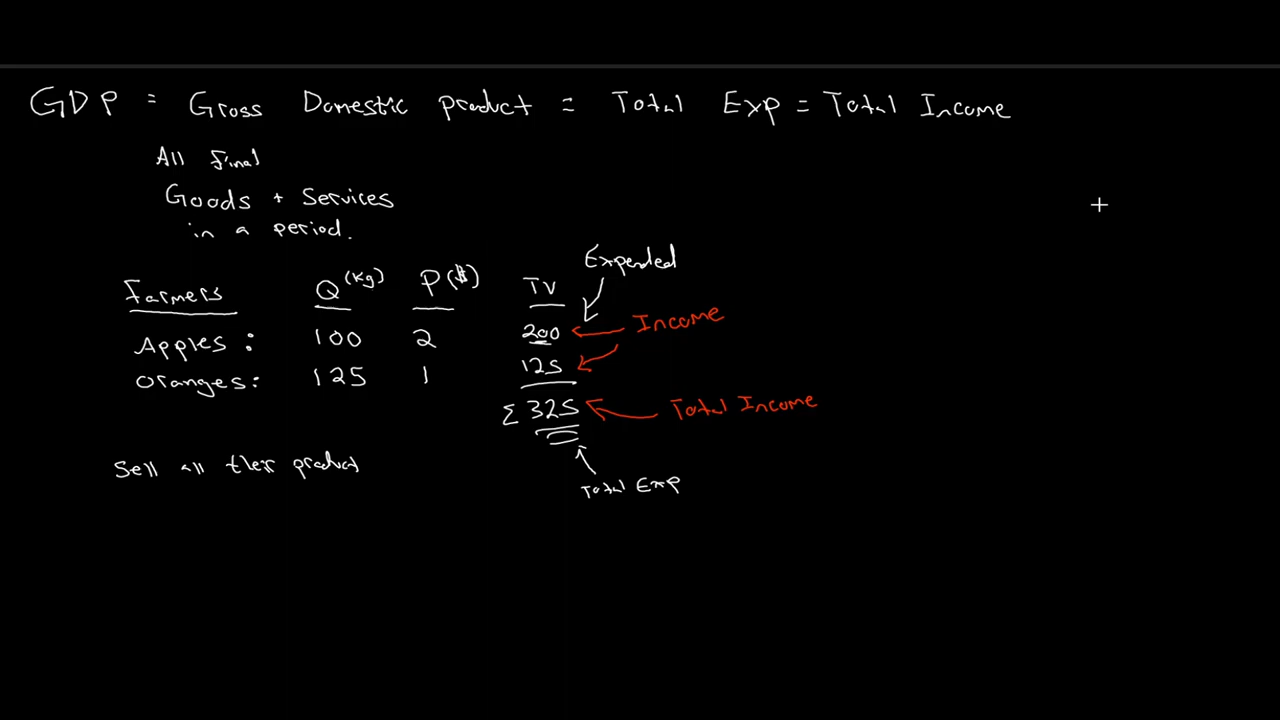 GDP = Gross Domestic product = Total Exp = Total Income
All final
Goods + Services
in a period.
Expended
Farmers Q (kg) P ($) TV
Apples: 100 2 200 Income
Oranges: 125 1 125
Σ 325 Total Income
Sell all their product
Total Exp